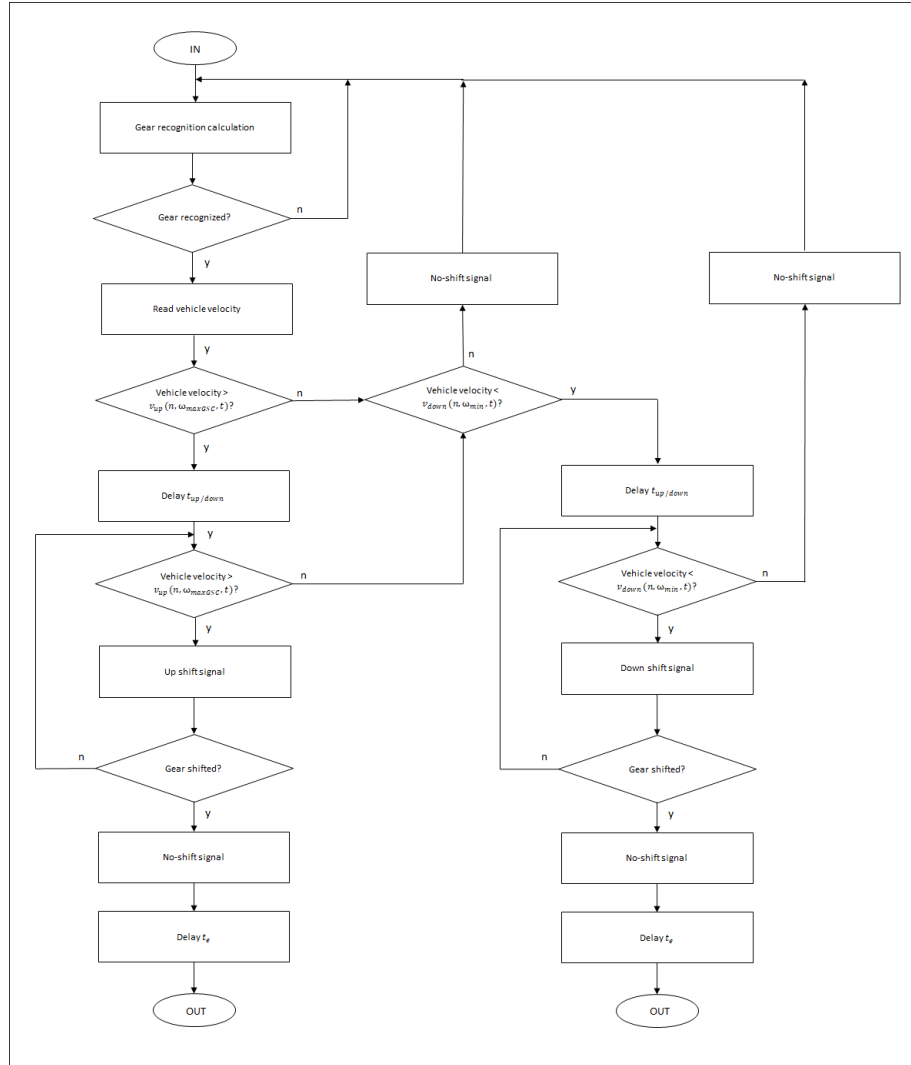 IN
Gear recognition calculation
Gear recognized?
n
y
Read vehicle velocity
y
Vehicle velocity >
v_up (n, ω_maxGSC, t)?
n
y
Delay t_up/down
y
Vehicle velocity >
v_up (n, ω_maxGSC, t)?
n
y
Up shift signal
Gear shifted?
n
y
No-shift signal
Delay t_e
OUT
No-shift signal
n
Vehicle velocity <
v_down (n, ω_min, t)?
y
No-shift signal
Delay t_up/down
Vehicle velocity <
v_down (n, ω_min, t)?
n
y
Down shift signal
Gear shifted?
n
y
No-shift signal
Delay t_e
OUT